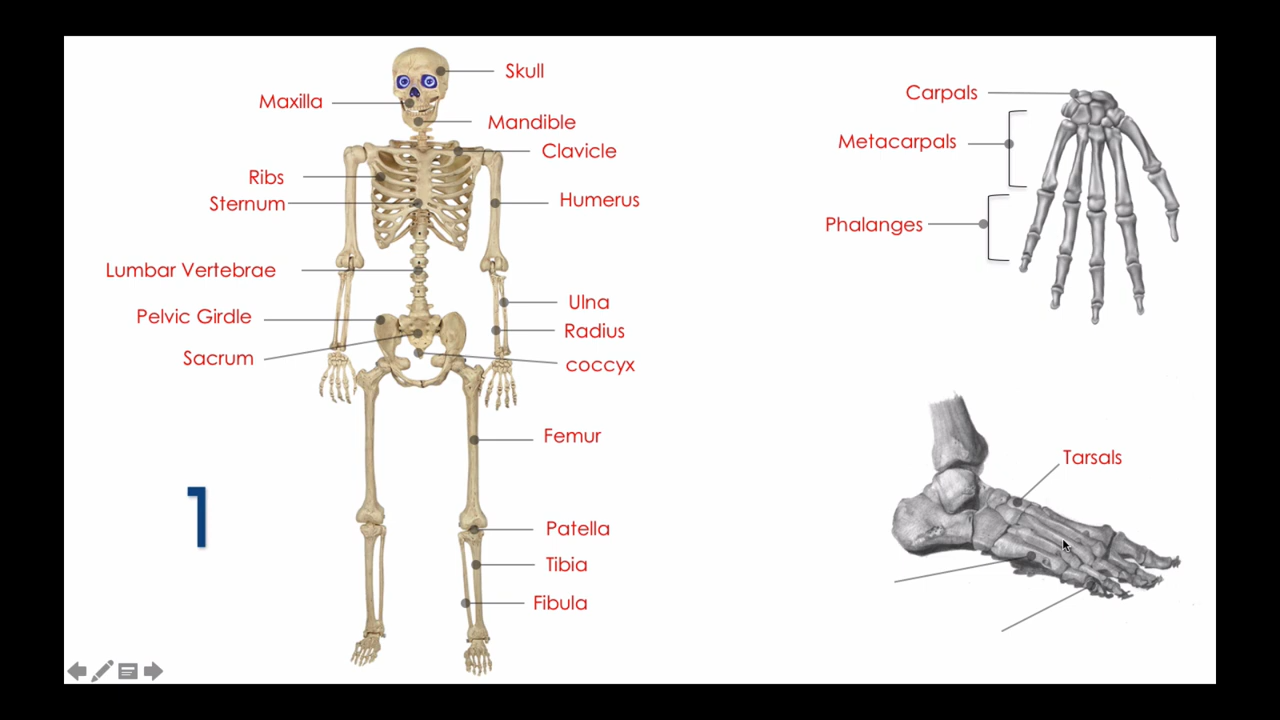 Skull
Maxilla
Mandible
Clavicle
Ribs
Sternum
Humerus
Lumbar Vertebrae
Ulna
Pelvic Girdle
Radius
Sacrum
coccyx
Femur
Patella
Tibia
Fibula
1
Carpals
Metacarpals
Phalanges
Tarsals